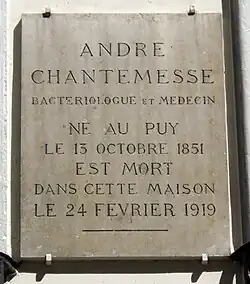 ANDRE
CHANTEMESSE
BACTERIOLOGUE ET MEDECIN
NE AU PUY
LE 13 OCTOBRE 1851
EST MORT
DANS CETTE MAISON
LE 24 FEVRIER 1919